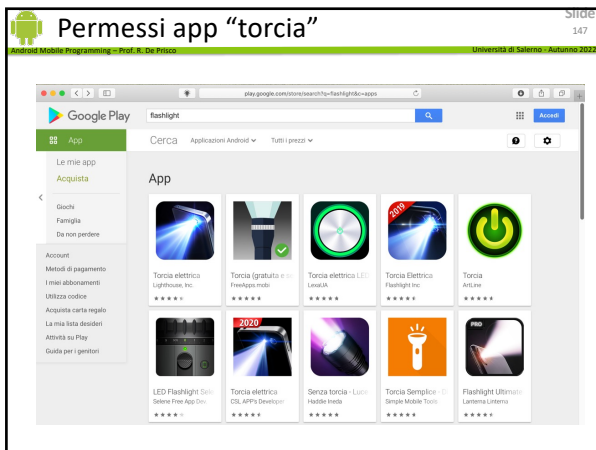 Permessi app “torcia”
Slide
147
Android Mobile Programming – Prof. R. De Prisco
Università di Salerno - Autunno 2022
play.google.com/store/search?q=flashlight&c=apps
Google Play
flashlight
Accedi
App
Cerca
Applicazioni Android
Tutti i prezzi
Le mie app
Acquista
Giochi
Famiglia
Da non perdere
Account
Metodi di pagamento
I miei abbonamenti
Utilizza codice
Acquista carta regalo
La mia lista desideri
Attività su Play
Guida per i genitori
App
2019
Torcia elettrica
Lighthouse, Inc.
Torcia (gratuita e
FreeApps.mobi
Torcia elettrica LED
LexaUA
Torcia Elettrica
Flashlight Inc
Torcia
ArtLine
2020
PRO
LED Flashlight
Selene Free App Dev.
Torcia elettrica
CSL APP's Developer
Senza torcia -
Haddie Ineda
Torcia Semplice -
Simple Mobile Tools
Flashlight Ultimate
Lanterna Linterna